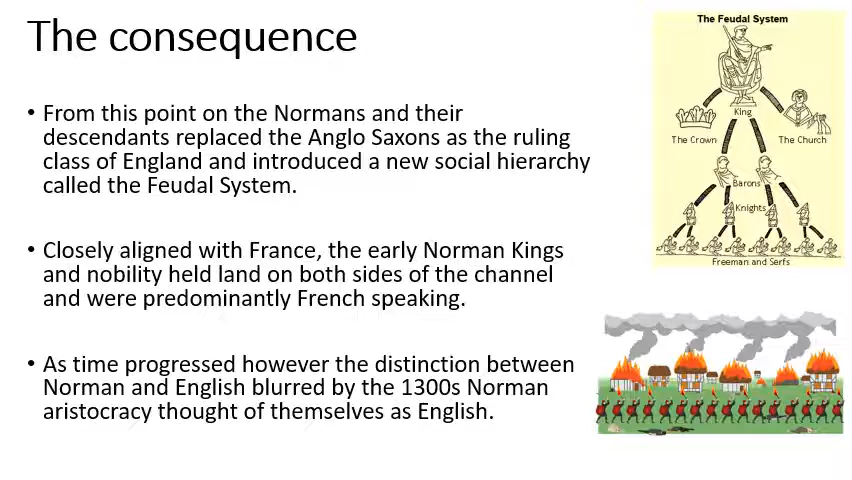 The consequence
• From this point on the Normans and their
descendants replaced the Anglo Saxons as the ruling
class of England and introduced a new social hierarchy
called the Feudal System.
• Closely aligned with France, the early Norman Kings
and nobility held land on both sides of the channel
and were predominantly French speaking.
• As time progressed however the distinction between
Norman and English blurred by the 1300s Norman
aristocracy thought of themselves as English.
The Feudal System
King
The Crown
The Church
Barons
Knights
Freeman and Serfs